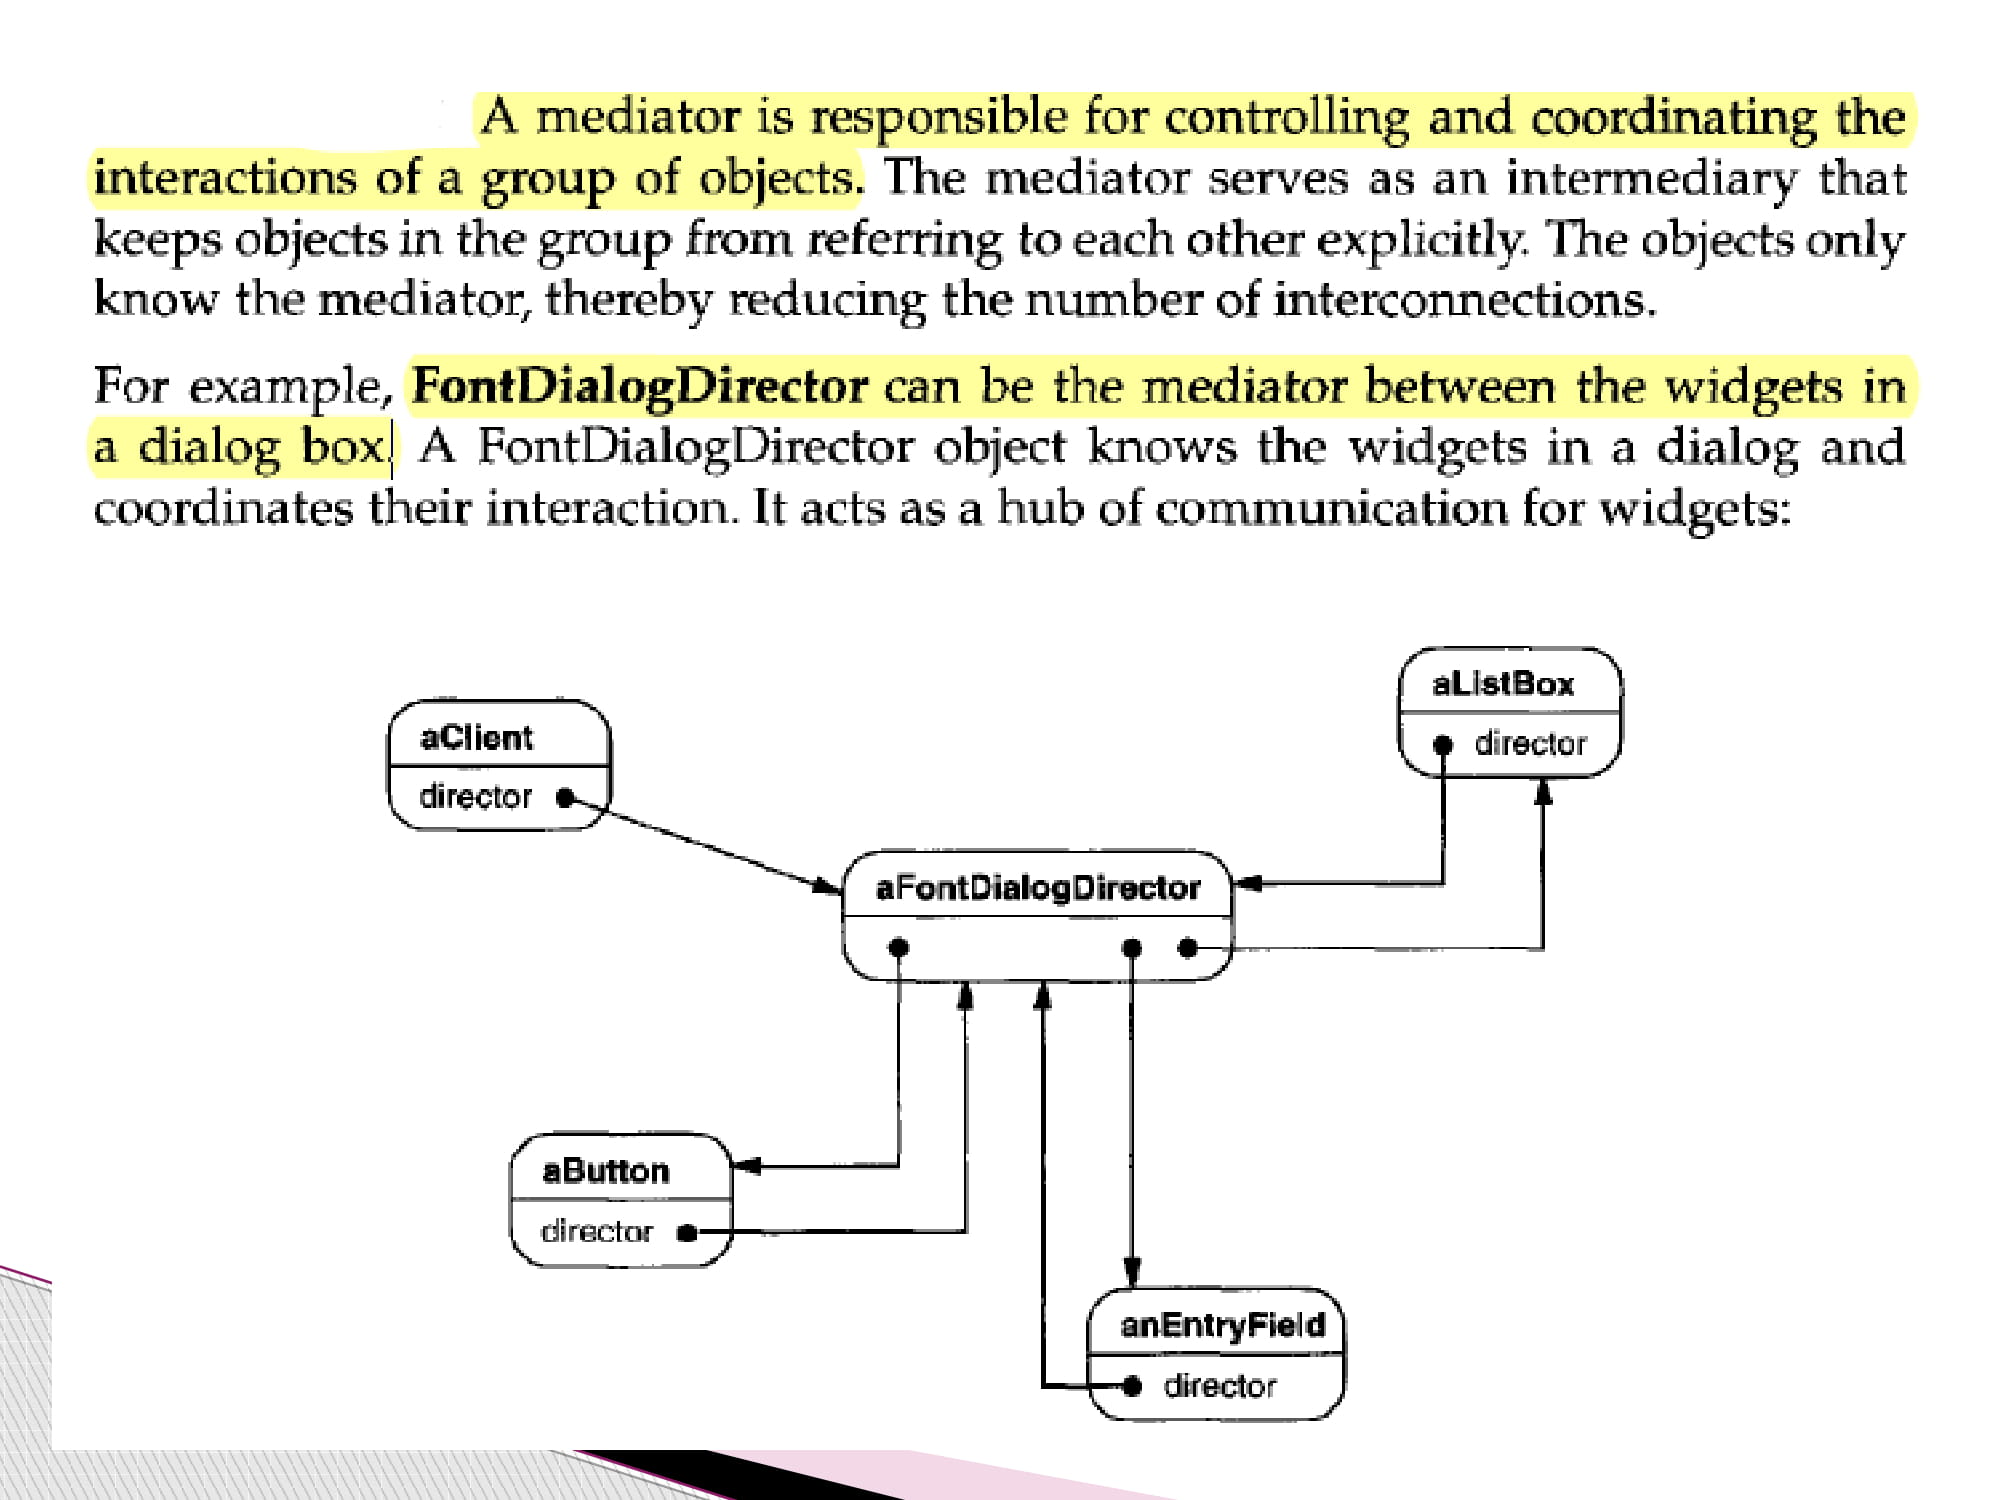 A mediator is responsible for controlling and coordinating the
interactions of a group of objects. The mediator serves as an intermediary that
keeps objects in the group from referring to each other explicitly. The objects only
know the mediator, thereby reducing the number of interconnections.
For example, FontDialogDirector can be the mediator between the widgets in
a dialog box. A FontDialogDirector object knows the widgets in a dialog and
coordinates their interaction. It acts as a hub of communication for widgets:
aListBox
director
aClient
director
aFontDialogDirector
aButton
director
anEntryField
director